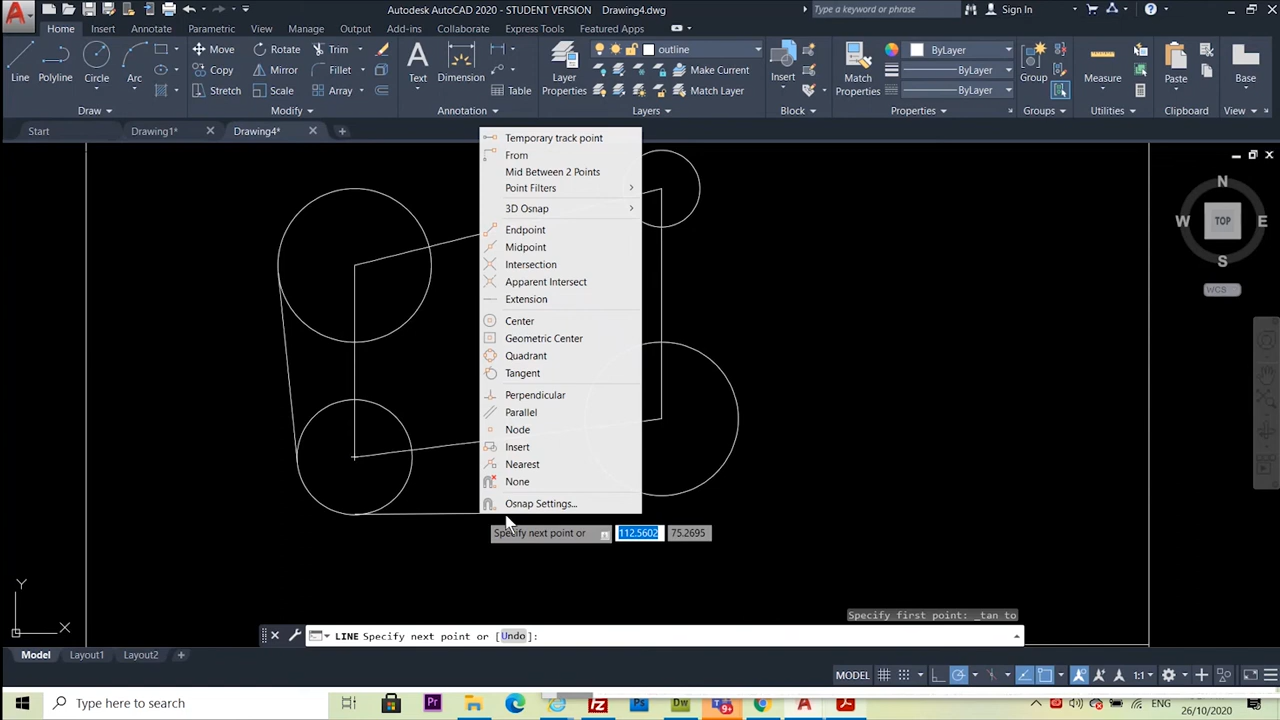 Autodesk AutoCAD 2020 - STUDENT VERSION Drawing4.dwg
Type a keyword or phrase
Sign In
Home Insert Annotate Parametric View Manage Output Add-ins Collaborate Express Tools Featured Apps
Line Polyline Circle Arc
Move Rotate Trim
Copy Mirror Fillet
Stretch Scale Array
Text Dimension
Table
Layer Properties
outline
Make Current
Match Layer
Insert
Match Properties
ByLayer
ByLayer
ByLayer
Group
Measure
Paste
Base
Draw Modify Annotation Layers Block Properties Groups Utilities Clipboard View
Start Drawing1* Drawing4*
Temporary track point
From
Mid Between 2 Points
Point Filters
3D Osnap
Endpoint
Midpoint
Intersection
Apparent Intersect
Extension
Center
Geometric Center
Quadrant
Tangent
Perpendicular
Parallel
Node
Insert
Nearest
None
Osnap Settings...
N
W TOP E
S
WCS
Specify next point or 112.5602 75.2695
Y
X
Specify first point: _tan to
LINE Specify next point or [Undo]:
Model Layout1 Layout2
MODEL 1:1
Type here to search
9+
ENG
26/10/2020